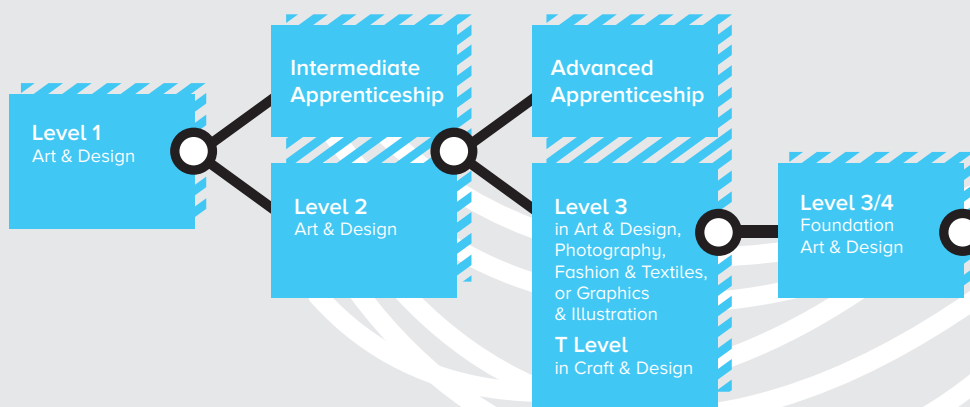 Level 1
Art & Design
Intermediate
Apprenticeship
Level 2
Art & Design
Advanced
Apprenticeship
Level 3
in Art & Design,
Photography,
Fashion & Textiles,
or Graphics
& Illustration
T Level
in Craft & Design
Level 3/4
Foundation
Art & Design